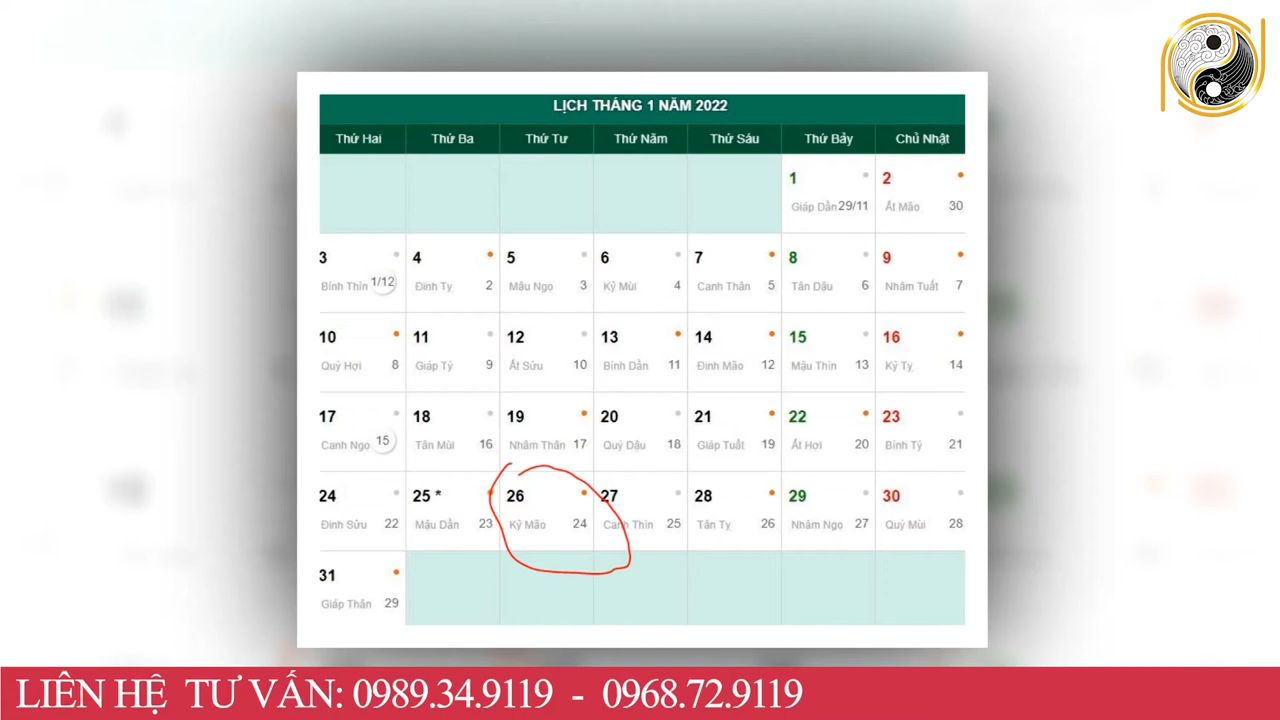 LỊCH THÁNG 1 NĂM 2022
Thứ Hai Thứ Ba Thứ Tư Thứ Năm Thứ Sáu Thứ Bảy Chủ Nhật
1 2
Giáp Dần 29/11 Ất Mão 30
3 4 5 6 7 8 9
Bính Thìn 1/12 Đinh Tỵ 2 Mậu Ngọ 3 Kỷ Mùi 4 Canh Thân 5 Tân Dậu 6 Nhâm Tuất 7
10 11 12 13 14 15 16
Quý Hợi 8 Giáp Tý 9 Ất Sửu 10 Bính Dần 11 Đinh Mão 12 Mậu Thìn 13 Kỷ Tỵ 14
17 18 19 20 21 22 23
Canh Ngọ 15 Tân Mùi 16 Nhâm Thân 17 Quý Dậu 18 Giáp Tuất 19 Ất Hợi 20 Bính Tý 21
24 25 * 26 27 28 29 30
Đinh Sửu 22 Mậu Dần 23 Kỷ Mão 24 Canh Thìn 25 Tân Tỵ 26 Nhâm Ngọ 27 Quý Mùi 28
31
Giáp Thân 29
LIÊN HỆ TƯ VẤN: 0989.34.9119 - 0968.72.9119